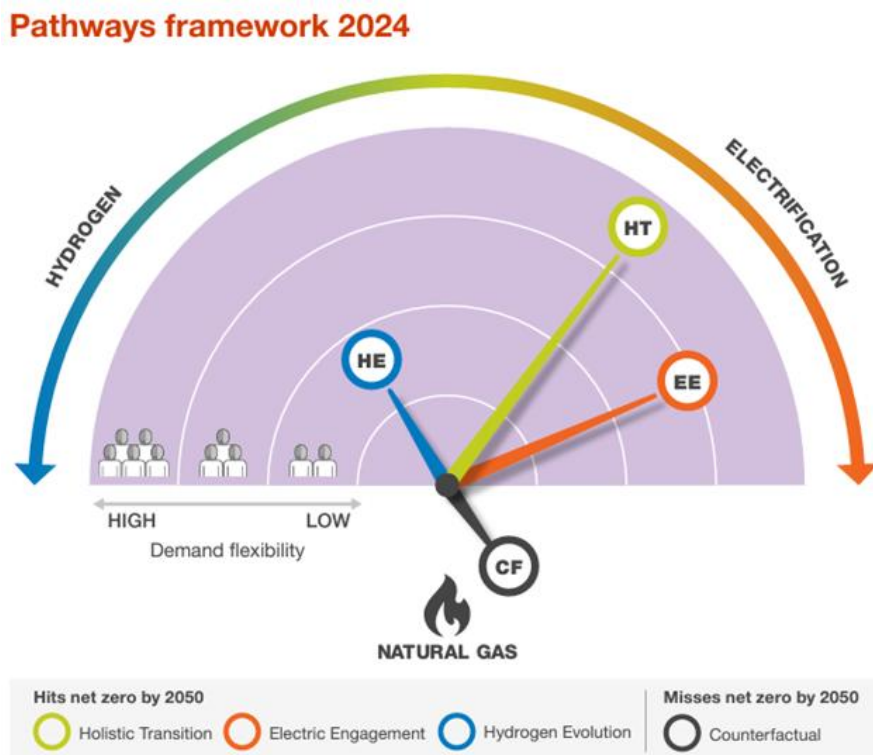 Pathways framework 2024
HYDROGEN
ELECTRIFICATION
HT
HE
EE
HIGH
LOW
Demand flexibility
CF
NATURAL GAS
Hits net zero by 2050
Misses net zero by 2050
Holistic Transition
Electric Engagement
Hydrogen Evolution
Counterfactual